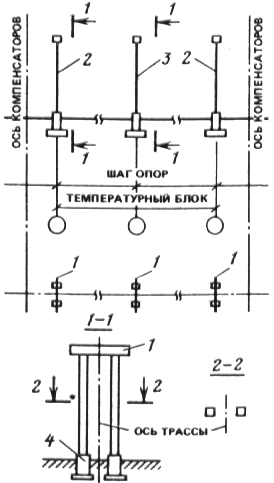 1 1
2 3 2
ОСЬ КОМПЕНСАТОРОВ
ОСЬ КОМПЕНСАТОРОВ
1 1
ШАГ ОПОР
ТЕМПЕРАТУРНЫЙ БЛОК
1 1 1
1-1
1
2 2
2-2
4
ОСЬ ТРАССЫ